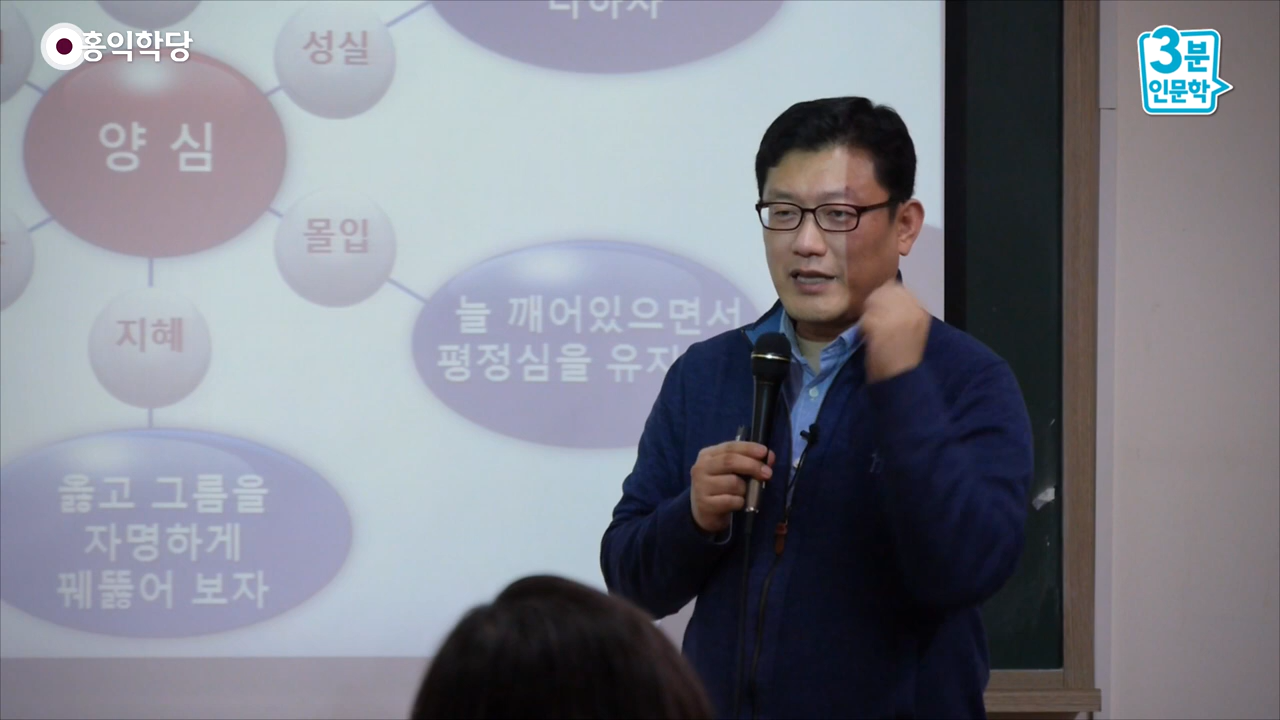 홍익학당
3분
인문학
성실
양심
몰입
늘 깨어있으면서
평정심을
지혜
옳고 그름을
자명하게
꿰뚫어 보자